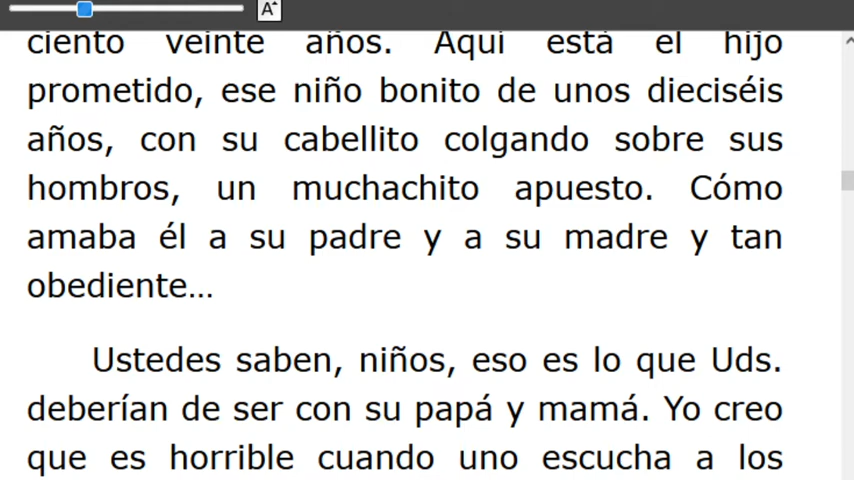 A
ciento veinte años. Aquí está el hijo
prometido, ese niño bonito de unos dieciséis
años, con su cabellito colgando sobre sus
hombros, un muchachito apuesto. Cómo
amaba él a su padre y a su madre y tan
obediente...
Ustedes saben, niños, eso es lo que Uds.
deberían de ser con su papá y mamá. Yo creo
que es horrible cuando uno escucha a los